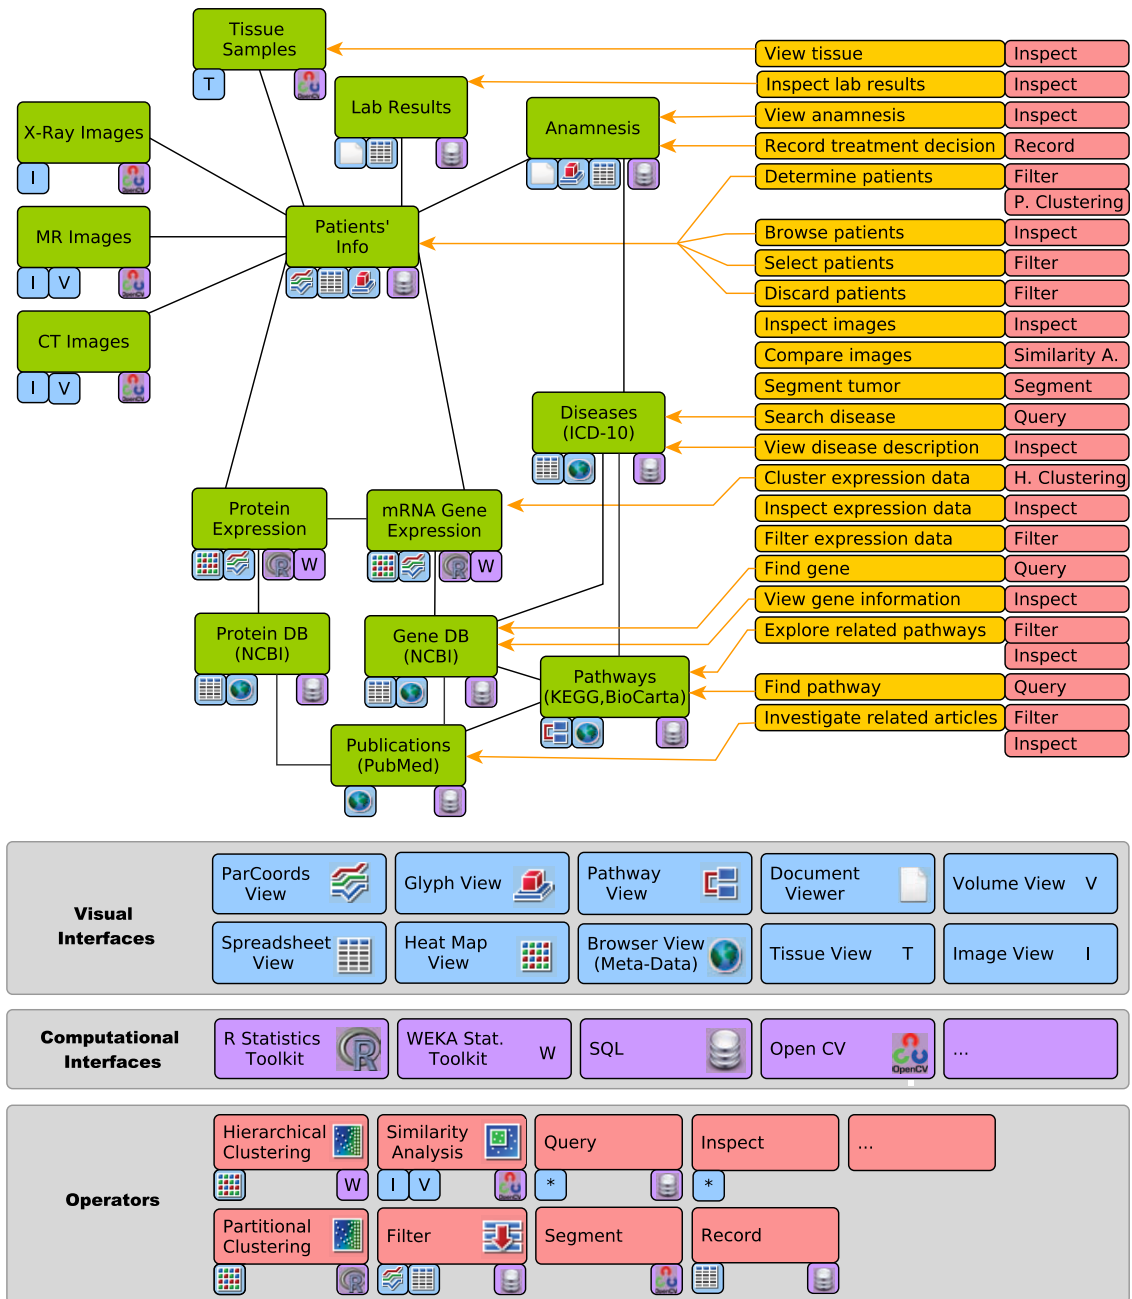 Tissue
Samples
T
OpenCV
Lab Results
X-Ray Images
I
OpenCV
Anamnesis
MR Images
I V
OpenCV
Patients'
Info
CT Images
I V
OpenCV
Diseases
(ICD-10)
Protein
Expression
R W
mRNA Gene
Expression
R W
Protein DB
(NCBI)
Gene DB
(NCBI)
Pathways
(KEGG,BioCarta)
Publications
(PubMed)
View tissue Inspect
Inspect lab results Inspect
View anamnesis Inspect
Record treatment decision Record
Determine patients Filter
P. Clustering
Browse patients Inspect
Select patients Filter
Discard patients Filter
Inspect images Inspect
Compare images Similarity A.
Segment tumor Segment
Search disease Query
View disease description Inspect
Cluster expression data H. Clustering
Inspect expression data Inspect
Filter expression data Filter
Find gene Query
View gene information Inspect
Explore related pathways Filter
Inspect
Find pathway Query
Investigate related articles Filter
Inspect
Visual
Interfaces
ParCoords
View
Glyph View
Pathway
View
Document
Viewer
Volume View V
Spreadsheet
View
Heat Map
View
Browser View
(Meta-Data)
Tissue View T
Image View I
Computational
Interfaces
R Statistics
Toolkit
R
WEKA Stat.
Toolkit W
SQL
Open CV
OpenCV
...
Operators
Hierarchical
Clustering
W
Similarity
Analysis
I V
OpenCV
Query
*
Inspect
*
...
Partitional
Clustering
R
Filter
Segment
OpenCV
Record